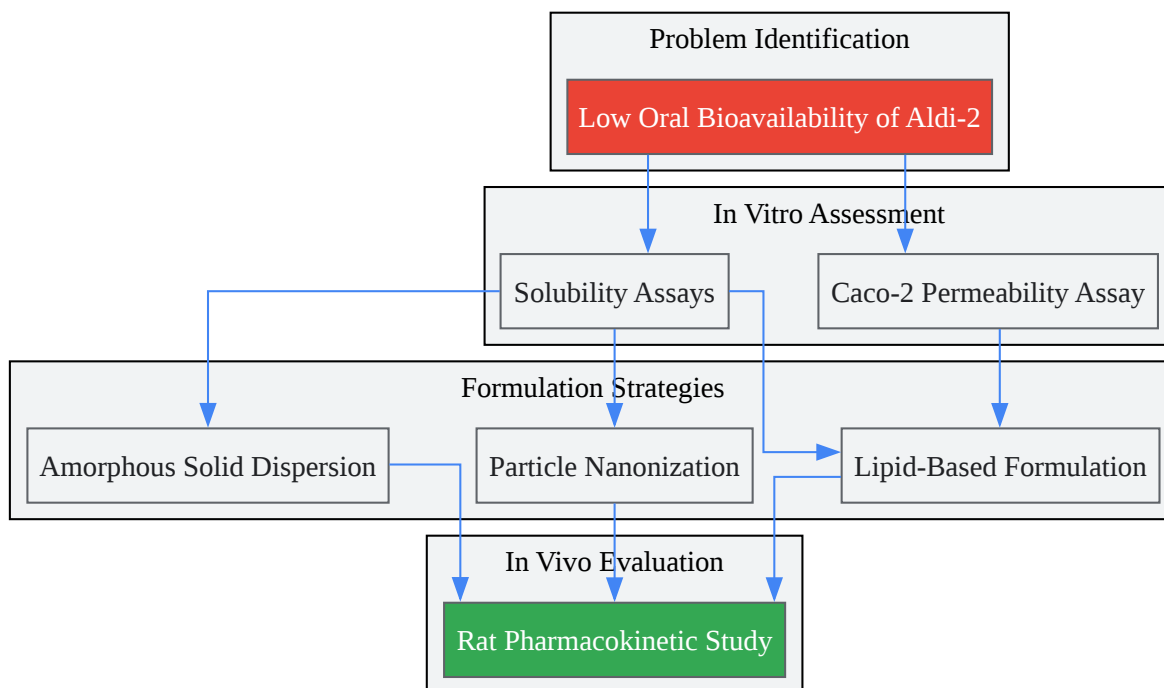 Problem Identification
Low Oral Bioavailability of Aldi-2
In Vitro Assessment
Solubility Assays
Caco-2 Permeability Assay
Formulation Strategies
Amorphous Solid Dispersion
Particle Nanonization
Lipid-Based Formulation
In Vivo Evaluation
Rat Pharmacokinetic Study